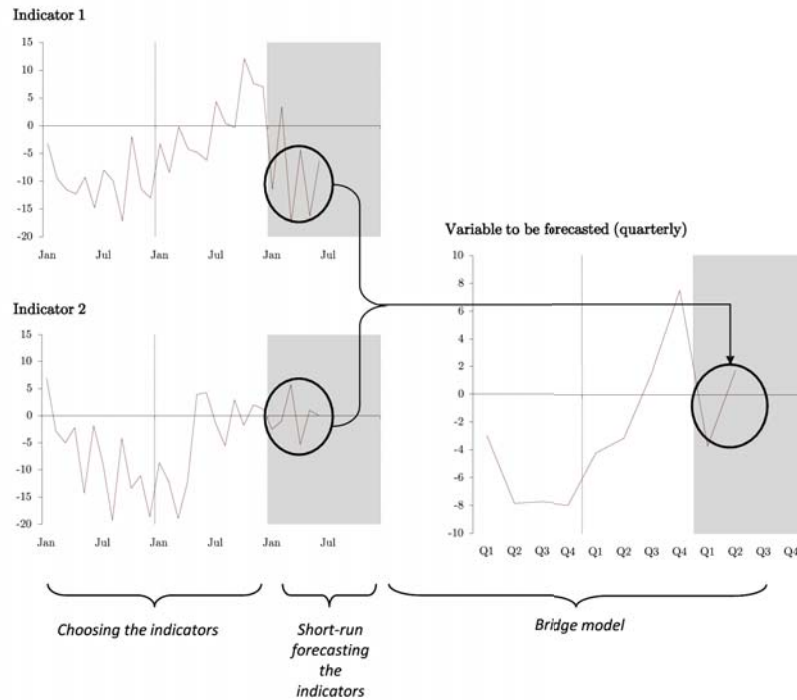 Indicator 1
15
10
5
0
-5
-10
-15
-20
Jan Jul Jan Jul Jan Jul
Variable to be forecasted (quarterly)
10
8
6
4
2
0
-2
-4
-6
-8
-10
Q1 Q2 Q3 Q4 Q1 Q2 Q3 Q4 Q1 Q2 Q3 Q4
Indicator 2
15
10
5
0
-5
-10
-15
-20
Jan Jul Jan Jul Jan Jul
Choosing the indicators
Short-run
forecasting
the
indicators
Bridge model